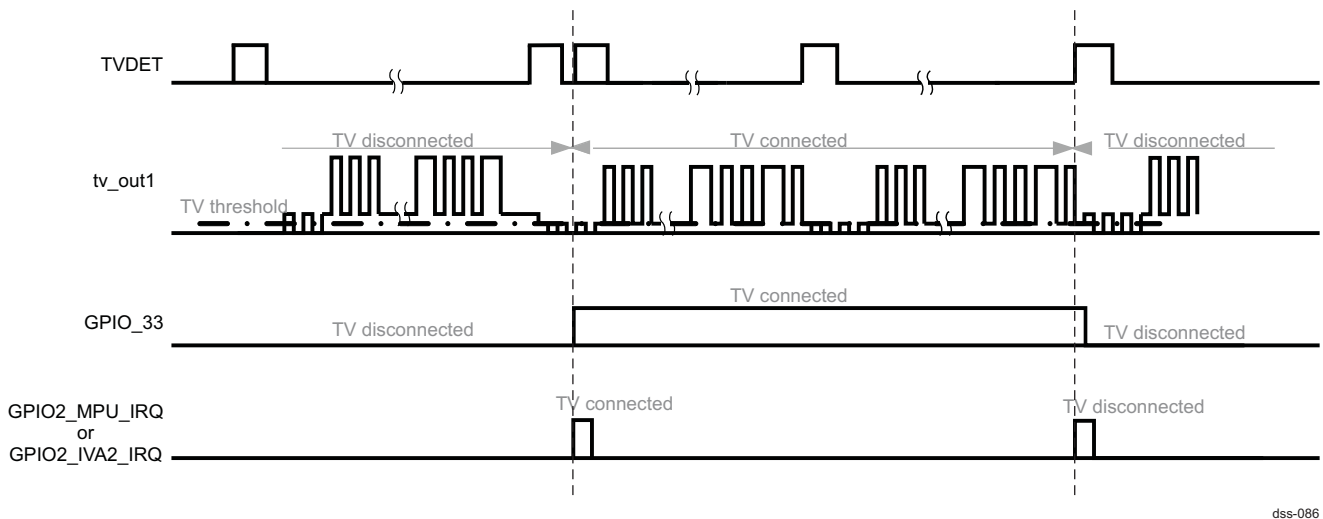 TVDET
TV disconnected
TV connected
TV disconnected
tv_out1
TV threshold
TV connected
GPIO_33
TV disconnected
TV disconnected
GPIO2_MPU_IRQ
or
GPIO2_IVA2_IRQ
TV connected
TV disconnected
dss-086